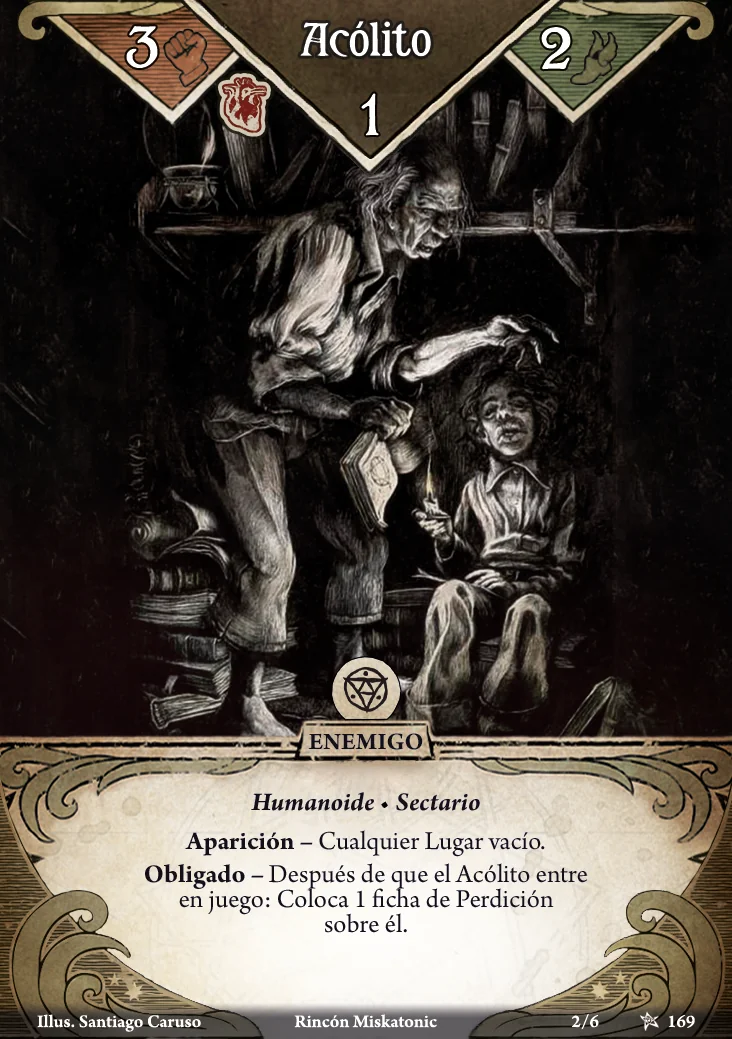 3
Acólito
2
1
ENEMIGO
Humanoide • Sectario
Aparición – Cualquier Lugar vacío.
Obligado – Después de que el Acólito entre
en juego: Coloca 1 ficha de Perdición
sobre él.
Illus. Santiago Caruso
Rincón Miskatonic
2/6
169